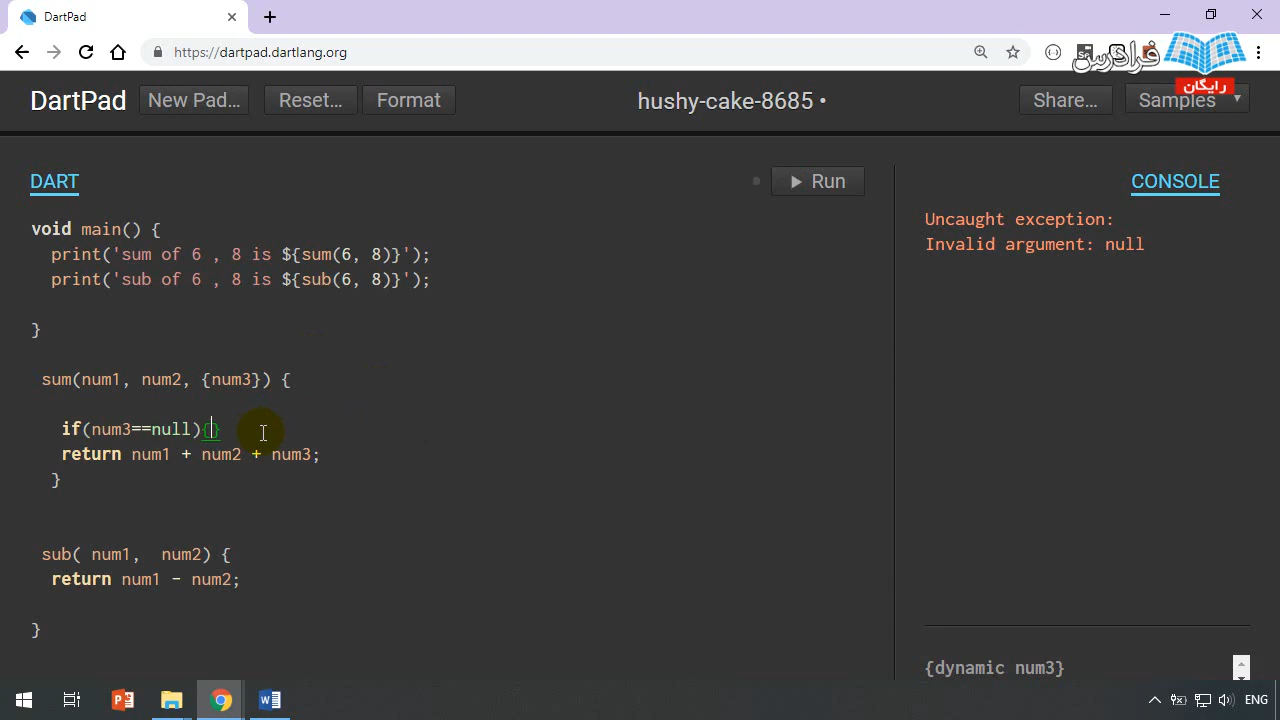 DartPad
https://dartpad.dartlang.org
فرادرس
رایگان
DartPad
New Pad...
Reset...
Format
hushy-cake-8685 •
Share...
Samples
DART
Run
CONSOLE
void main() {
print('sum of 6 , 8 is ${sum(6, 8)}');
print('sub of 6 , 8 is ${sub(6, 8)}');
}
sum(num1, num2, {num3}) {
if(num3==null){}
return num1 + num2 + num3;
}
sub( num1,  num2) {
return num1 - num2;
}
Uncaught exception:
Invalid argument: null
{dynamic num3}
ENG